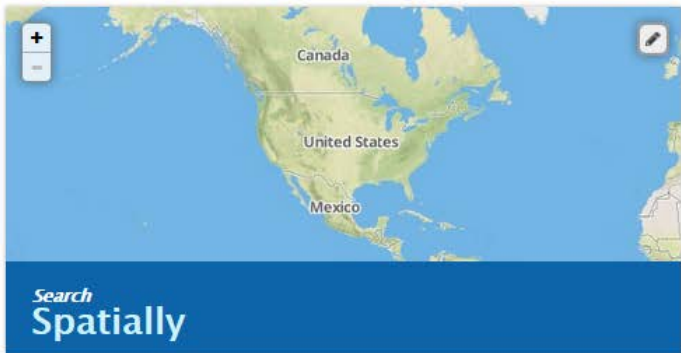 +
-
Canada
United States
Mexico
Search
Spatially